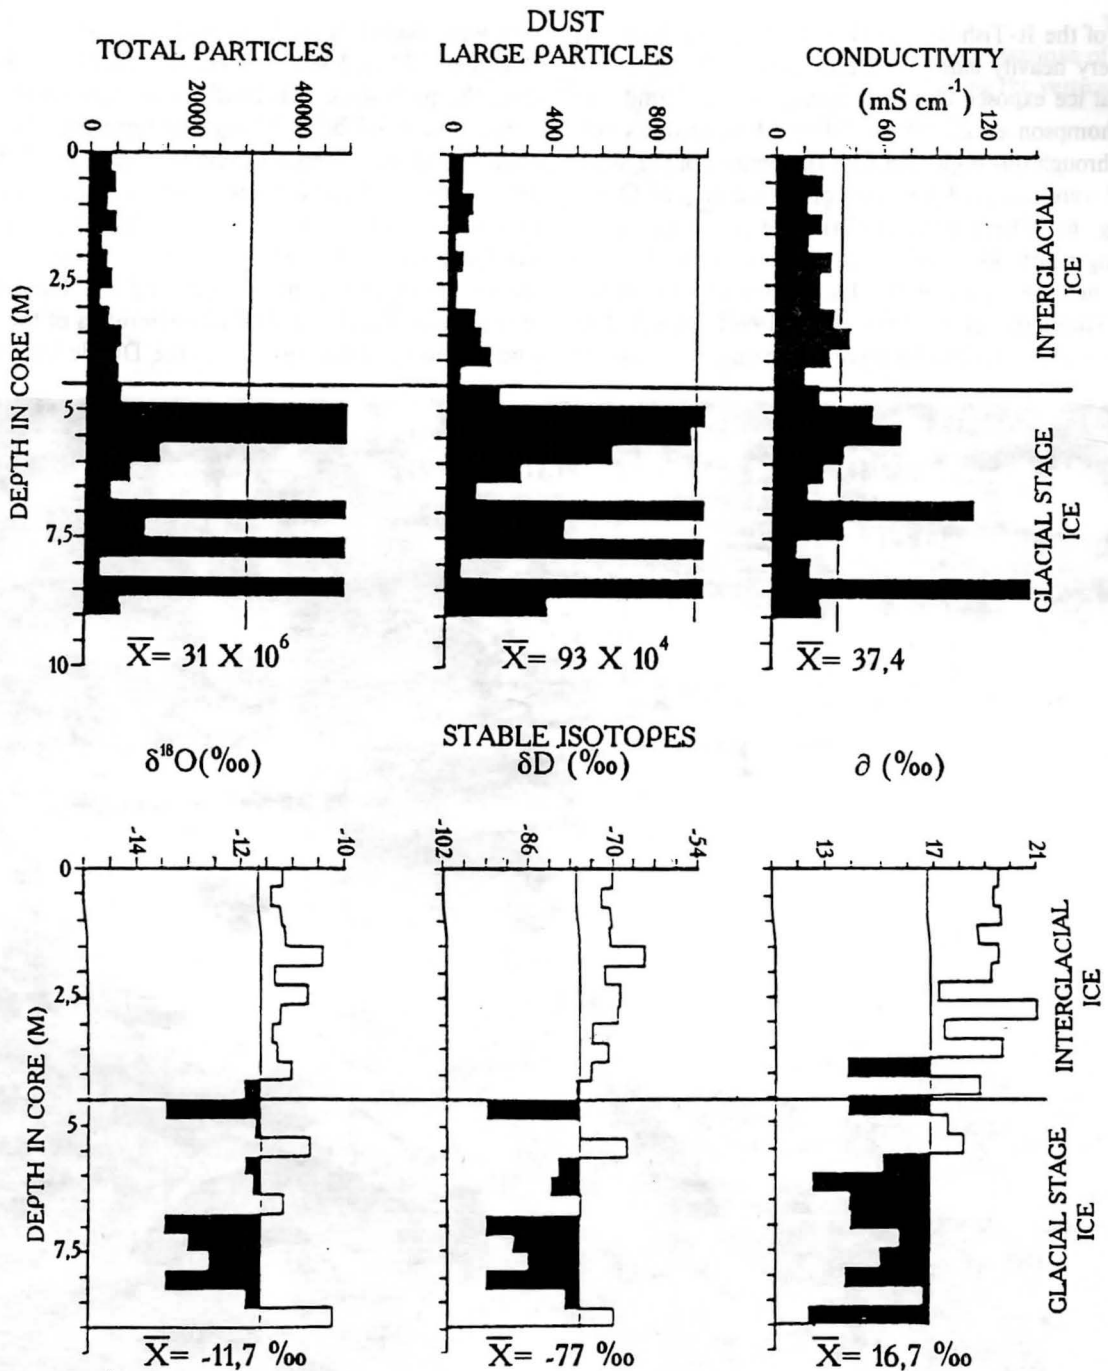 DUST
TOTAL PARTICLES LARGE PARTICLES CONDUCTIVITY
(mS cm⁻¹)
0 20000 40000 0 400 800 0 60 120
0
2,5
5
7,5
10
DEPTH IN CORE (M)
INTERGLACIAL
ICE
GLACIAL STAGE
ICE
X̅= 31 X 10⁶ X̅= 93 X 10⁴ X̅= 37,4
STABLE ISOTOPES
δ¹⁸O(‰) δD (‰) ∂ (‰)
-14 -12 -10 -102 -86 -70 -54 13 17 21
0
2,5
5
7,5
DEPTH IN CORE (M)
INTERGLACIAL
ICE
GLACIAL STAGE
ICE
X̅= -11,7 ‰ X̅= -77 ‰ X̅= 16,7 ‰